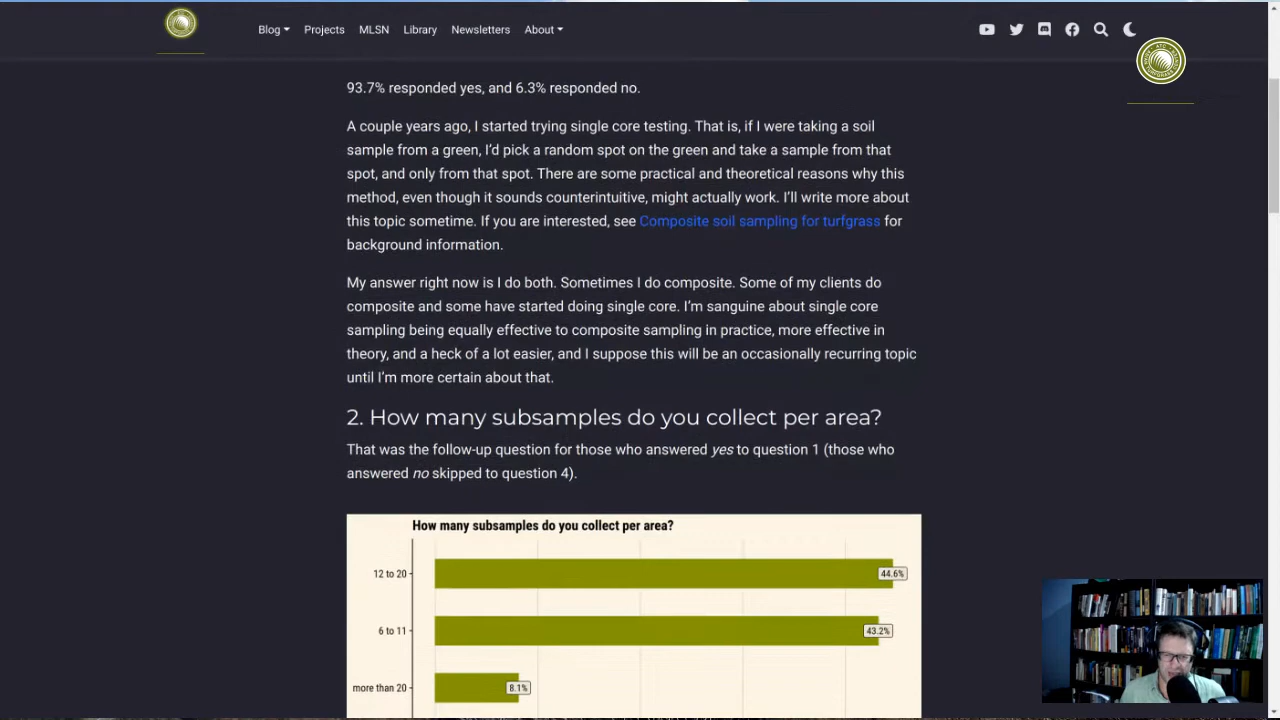 Blog Projects MLSN Library Newsletters About
93.7% responded yes, and 6.3% responded no.
A couple years ago, I started trying single core testing. That is, if I were taking a soil
sample from a green, I'd pick a random spot on the green and take a sample from that
spot, and only from that spot. There are some practical and theoretical reasons why this
method, even though it sounds counterintuitive, might actually work. I'll write more about
this topic sometime. If you are interested, see Composite soil sampling for turfgrass for
background information.
My answer right now is I do both. Sometimes I do composite. Some of my clients do
composite and some have started doing single core. I'm sanguine about single core
sampling being equally effective to composite sampling in practice, more effective in
theory, and a heck of a lot easier, and I suppose this will be an occasionally recurring topic
until I'm more certain about that.
2. How many subsamples do you collect per area?
That was the follow-up question for those who answered yes to question 1 (those who
answered no skipped to question 4).
How many subsamples do you collect per area?
12 to 20 44.6%
6 to 11 43.2%
more than 20 8.1%